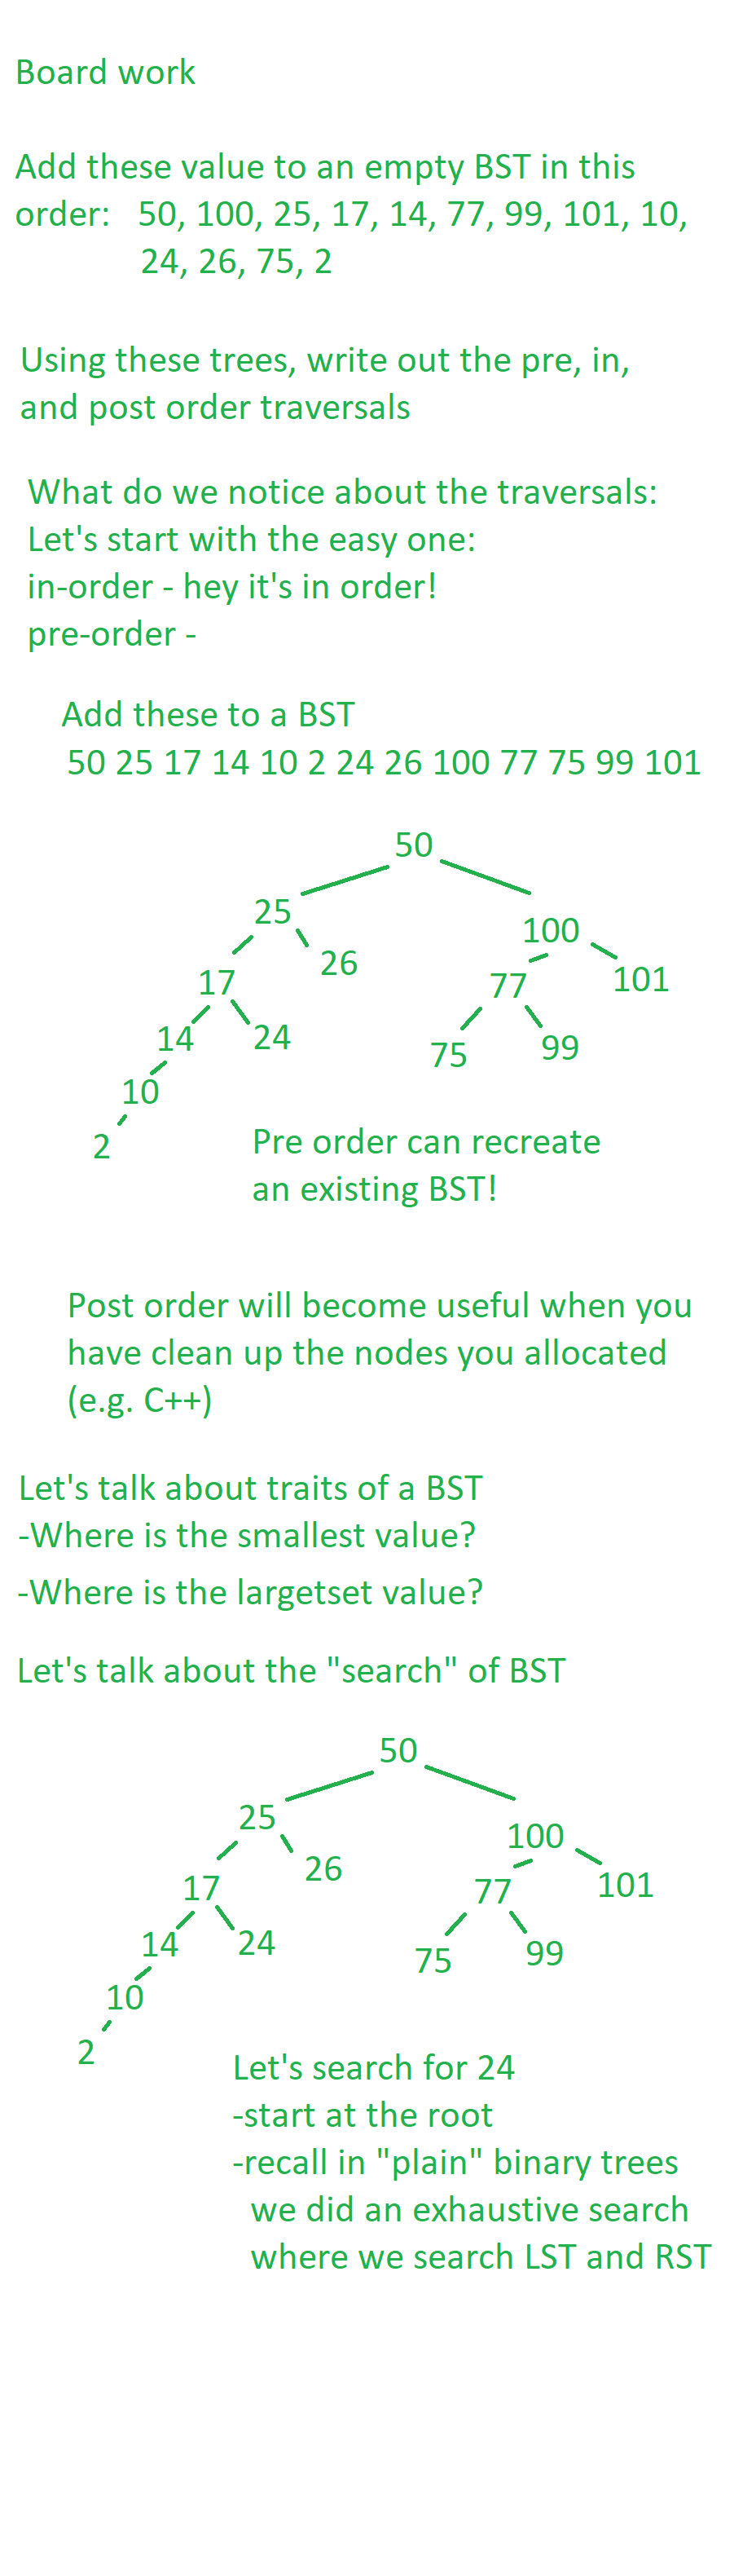 Board work
Add these value to an empty BST in this
order: 50, 100, 25, 17, 14, 77, 99, 101, 10,
24, 26, 75, 2
Using these trees, write out the pre, in,
and post order traversals
What do we notice about the traversals:
Let's start with the easy one:
in-order - hey it's in order!
pre-order -
Add these to a BST
50 25 17 14 10 2 24 26 100 77 75 99 101
50
25
100
26
101
17
77
14
24
75
99
10
2
Pre order can recreate
an existing BST!
Post order will become useful when you
have clean up the nodes you allocated
(e.g. C++)
Let's talk about traits of a BST
-Where is the smallest value?
-Where is the largetset value?
Let's talk about the "search" of BST
50
25
100
26
101
17
77
14
24
75
99
10
2
Let's search for 24
-start at the root
-recall in "plain" binary trees
we did an exhaustive search
where we search LST and RST